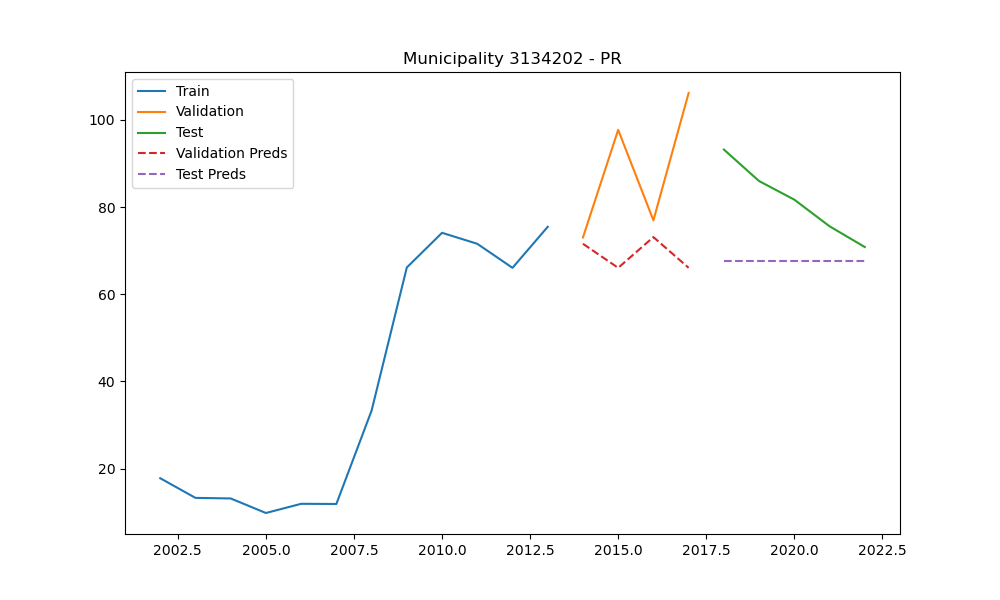 Municipality 3134202 - PR
Train
Validation
Test
Validation Preds
Test Preds
100
80
60
40
20
2002.5 2005.0 2007.5 2010.0 2012.5 2015.0 2017.5 2020.0 2022.5